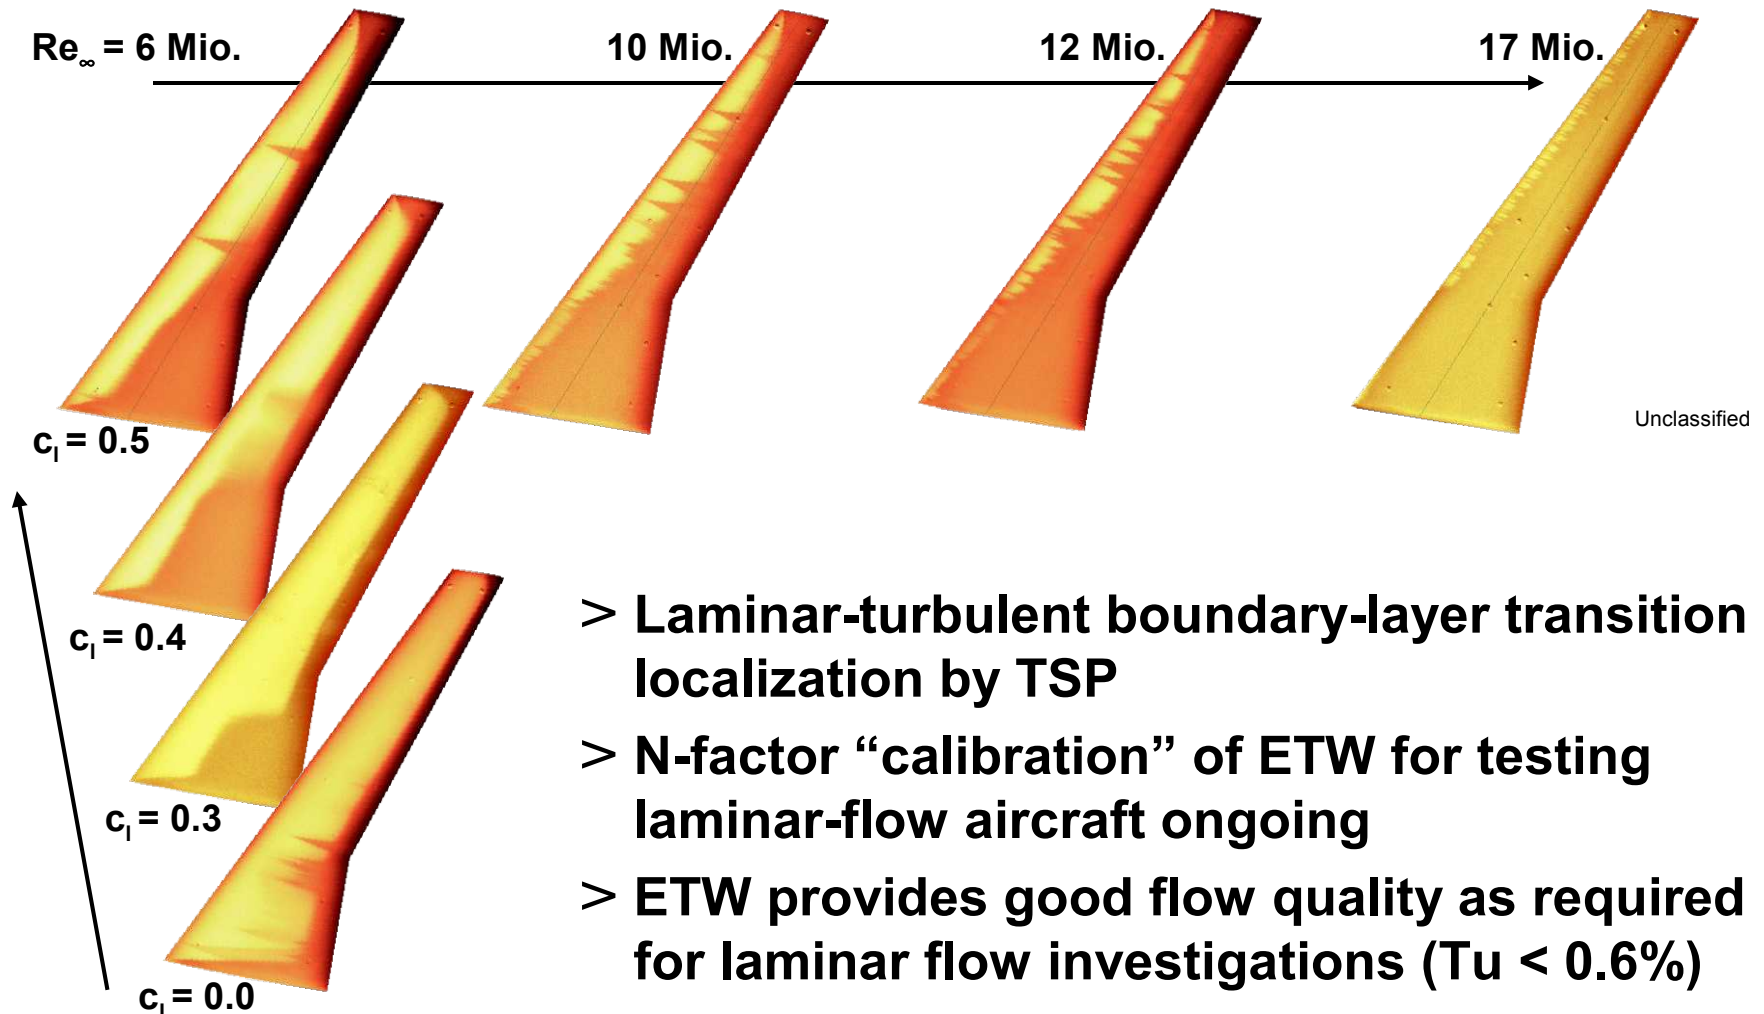 Re∞ = 6 Mio.
10 Mio.
12 Mio.
17 Mio.
Unclassified
cl = 0.5
cl = 0.4
cl = 0.3
cl = 0.0
> Laminar-turbulent boundary-layer transition
localization by TSP
> N-factor “calibration” of ETW for testing
laminar-flow aircraft ongoing
> ETW provides good flow quality as required
for laminar flow investigations (Tu < 0.6%)